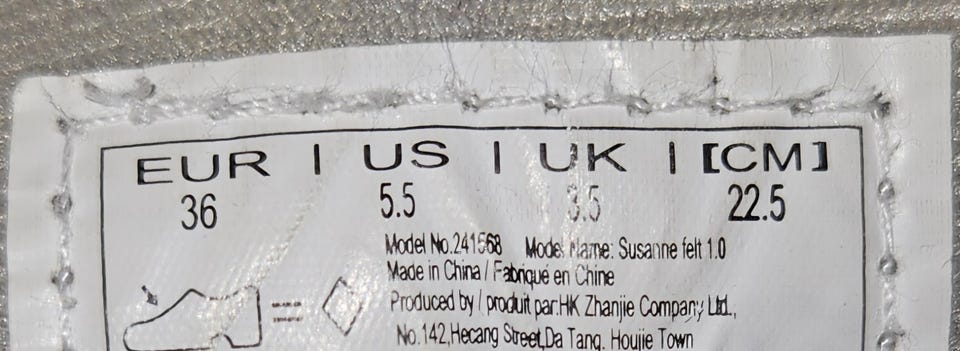 EUR | US | UK | [CM]
36 5.5 3.5 22.5
Model No.241568 Model Name: Susanne felt 1.0
Made in China / Fabriqué en Chine
Produced by / produit par:HK Zhanjie Company Ltd.,
No.142,Hecang Street,Da Tang. Houjie Town